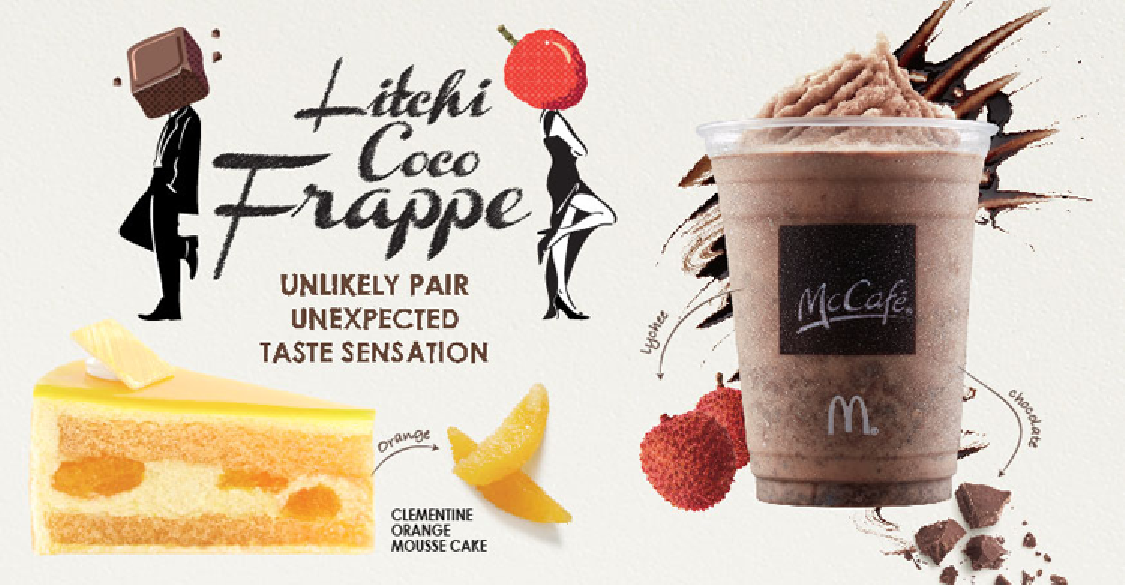 Litchi
Coco
Frappe
UNLIKELY PAIR
UNEXPECTED
TASTE SENSATION
McCafé®
Lychee
M®
chocolate
orange
CLEMENTINE
ORANGE
MOUSSE CAKE